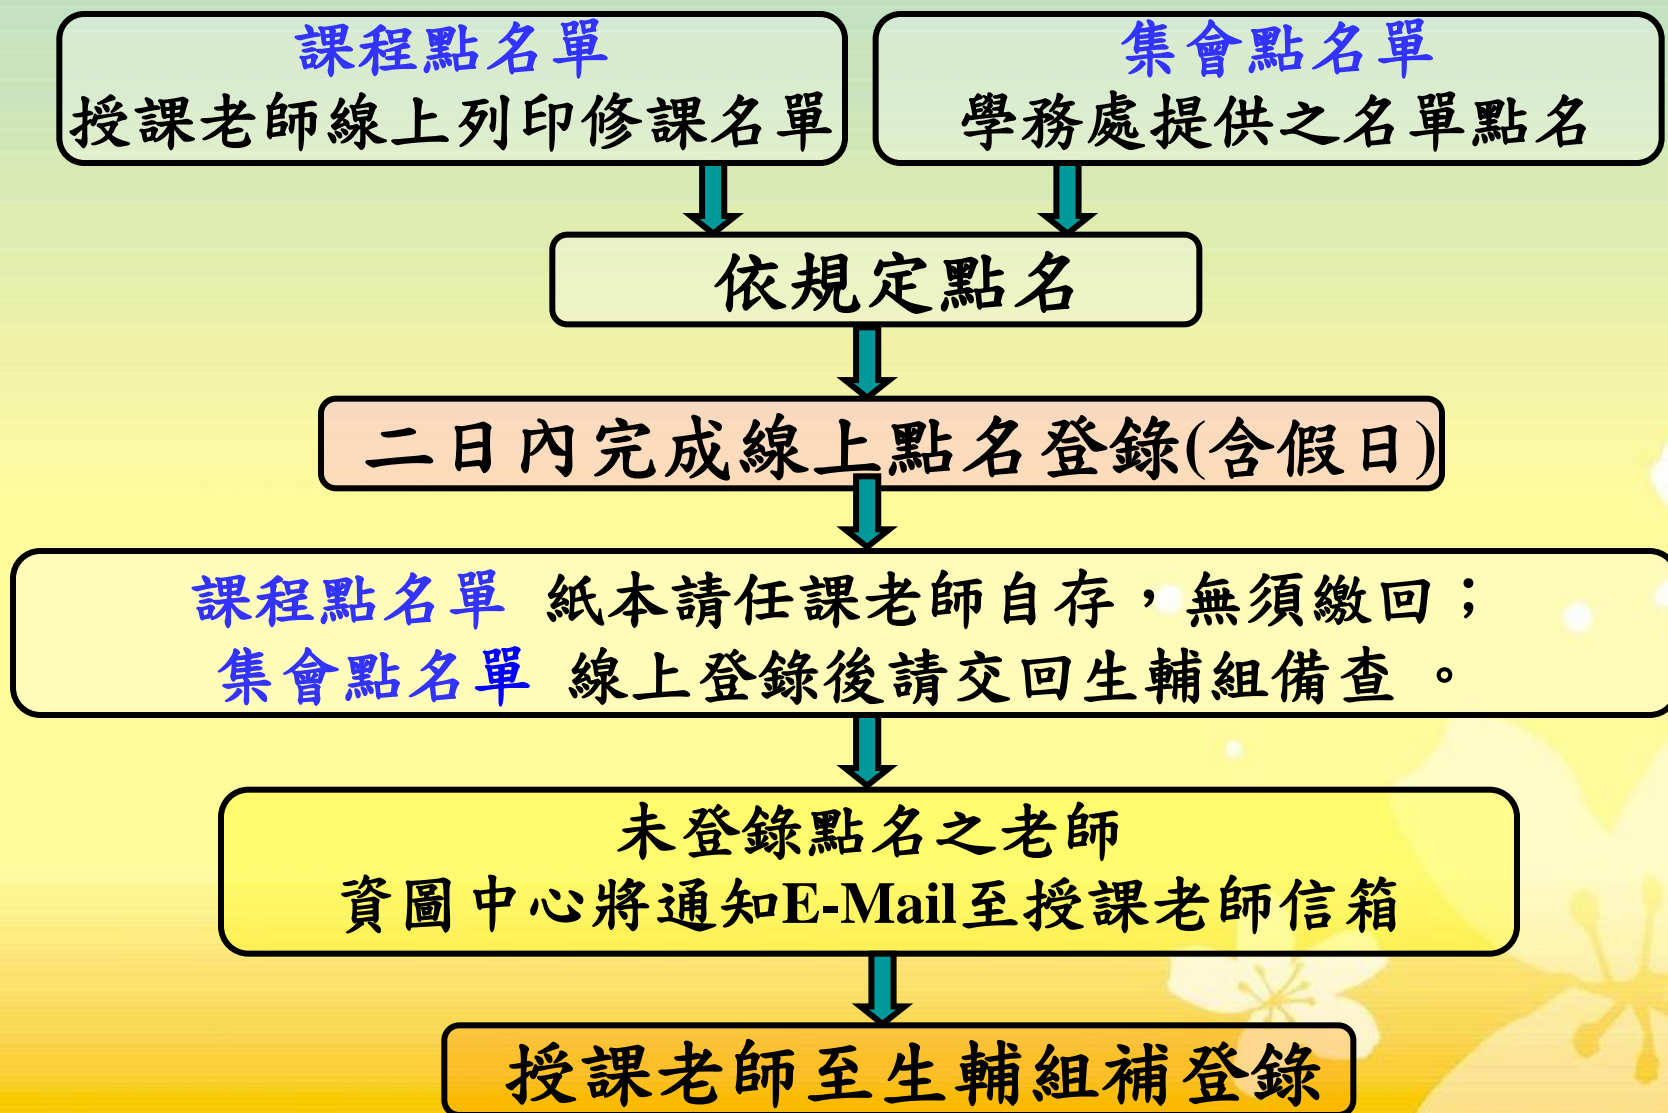 課程點名單
授課老師線上列印修課名單
集會點名單
學務處提供之名單點名
依規定點名
二日內完成線上點名登錄(含假日)
課程點名單 紙本請任課老師自存，無須繳回；
集會點名單 線上登錄後請交回生輔組備查 。
未登錄點名之老師
資圖中心將通知E-Mail至授課老師信箱
授課老師至生輔組補登錄